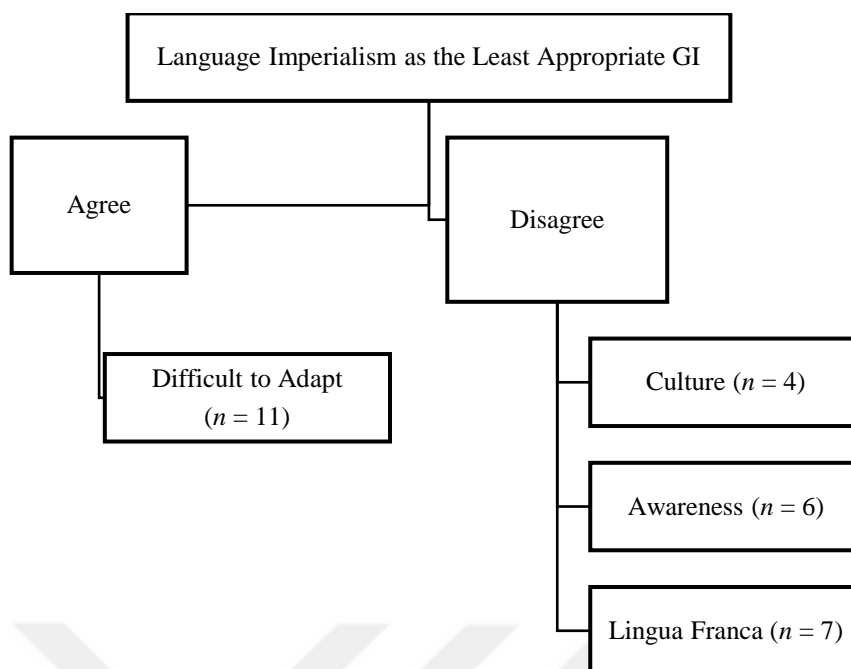 Language Imperialism as the Least Appropriate GI
Agree
Disagree
Difficult to Adapt
(n = 11)
Culture (n = 4)
Awareness (n = 6)
Lingua Franca (n = 7)